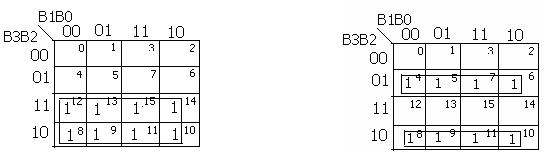 B1B0
B3B2 00 01 11 10
00 0 1 3 2
01 4 5 7 6
11 1 12 1 13 1 15 1 14
10 1 8 1 9 1 11 1 10
B1B0
B3B2 00 01 11 10
00 0 1 3 2
01 1 4 1 5 1 7 1 6
11 12 13 15 14
10 1 8 1 9 1 11 1 10